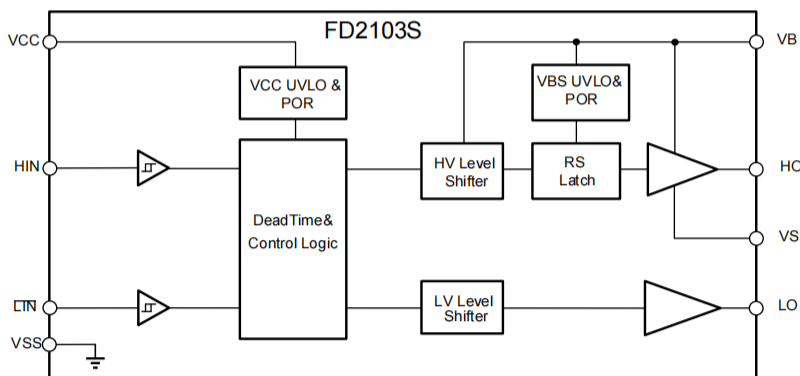 FD2103S
VCC
VB
VCC UVLO &
POR
VBS UVLO&
POR
HIN
HV Level
Shifter
RS
Latch
HO
DeadTime&
Control Logic
VS
L̅I̅N̅
LV Level
Shifter
LO
VSS